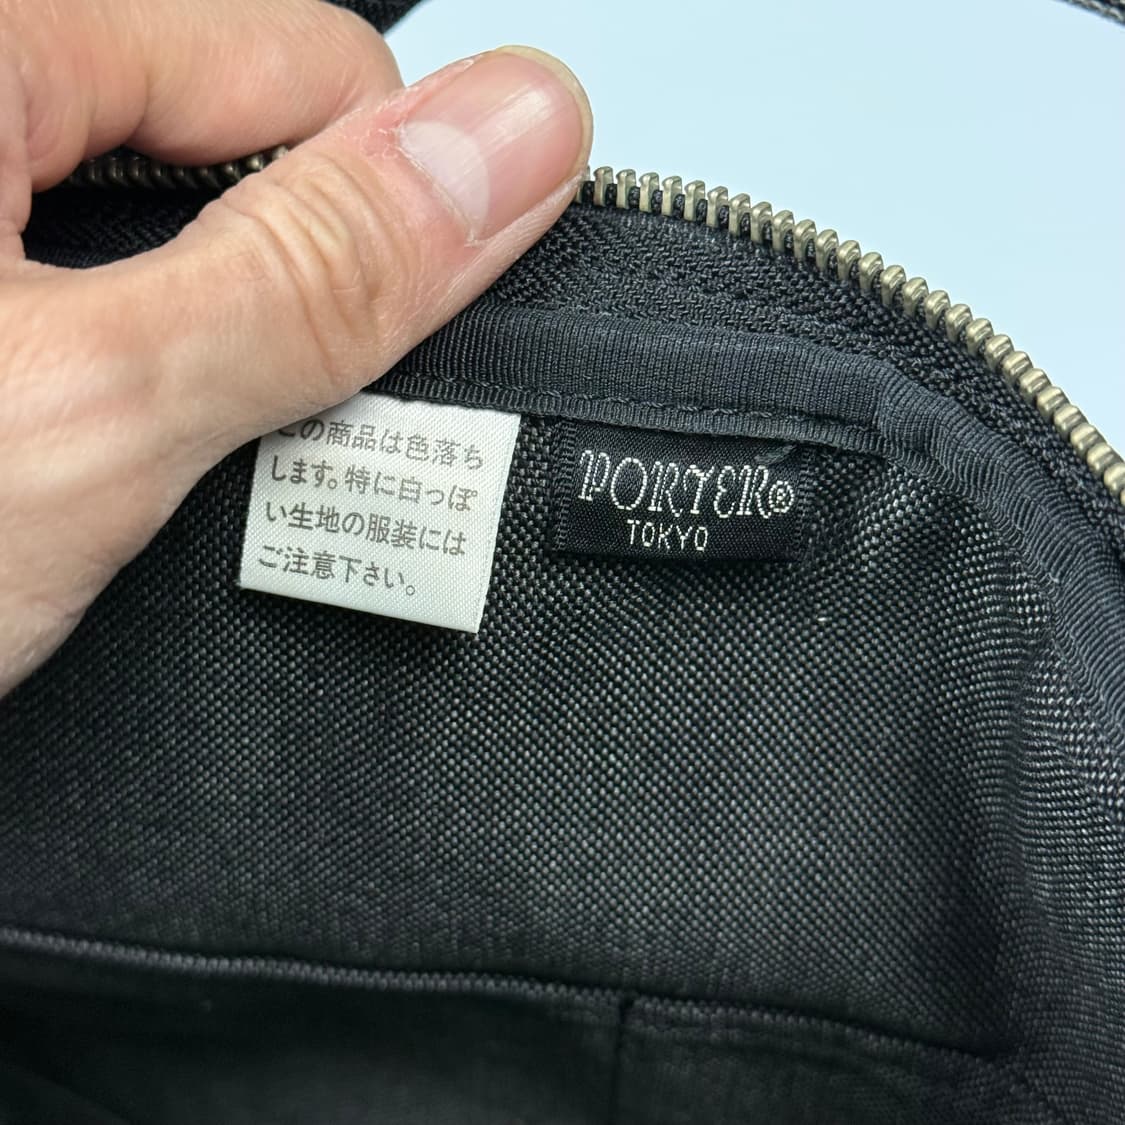 この商品は色落ち
します。特に白っぽ
い生地の服装には
ご注意下さい。
PORTER®
TOKYO